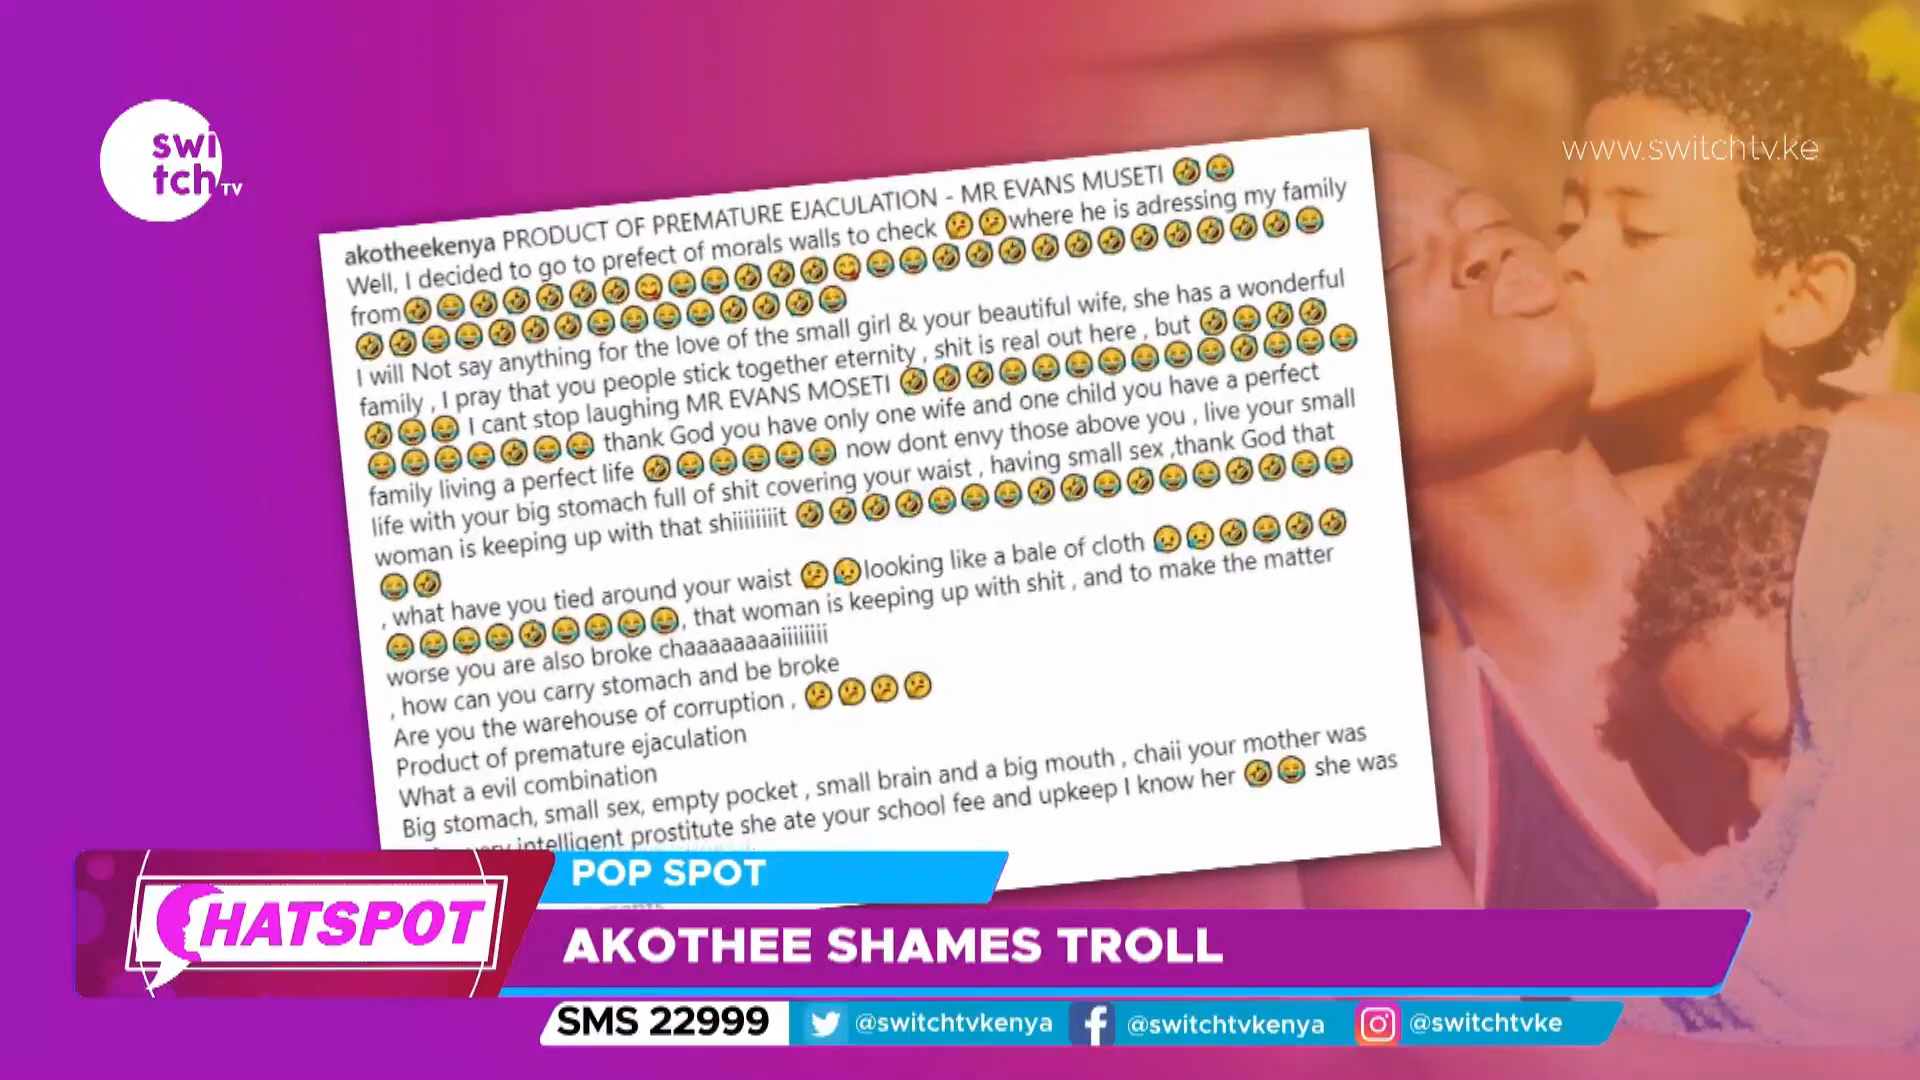 swi
tch TV
www.switchtv.ke
akotheekenya PRODUCT OF PREMATURE EJACULATION - MR EVANS MUSETI 🤣😂
Well, I decided to go to prefect of morals walls to check 😕😕where he is adressing my family
from🤣😂🤣🤣🤣🤣🤣😋😂😂🤣🤣🤣😋😂😂🤣🤣🤣🤣🤣🤣🤣🤣🤣🤣🤣😂
🤣🤣😂😂🤣🤣🤣😂😂😂😂🤣🤣🤣😂
I will Not say anything for the love of the small girl & your beautiful wife, she has a wonderful
family , I pray that you people stick together eternity , shit is real out here , but 🤣😂🤣🤣
🤣😂😂 I cant stop laughing MR EVANS MOSETI 🤣🤣🤣😂😂😂😂😂😂😂🤣😂😂😂
😂😂😂😂🤣😂😂 thank God you have only one wife and one child you have a perfect
family living a perfect life 🤣😂😂😂😂😂 now dont envy those above you , live your small
life with your big stomach full of shit covering your waist , having small sex ,thank God that
woman is keeping up with that shiiiiiiiit 🤣🤣🤣🤣😂😂😂🤣🤣😂🤣😂😂🤣🤣😂😂
😂🤣
, what have you tied around your waist 😕😥looking like a bale of cloth 😥😥🤣😂🤣🤣
😂😂😂😂🤣😂😂😂😂, that woman is keeping up with shit , and to make the matter
worse you are also broke chaaaaaaaaiiiiiiii
, how can you carry stomach and be broke
Are you the warehouse of corruption , 🤔🤔🤔🤔
Product of premature ejaculation
What a evil combination
Big stomach, small sex, empty pocket , small brain and a big mouth , chaii your mother was
very intelligent prostitute she ate your school fee and upkeep I know her 🤣😂 she was
POP SPOT
CHATSPOT
AKOTHEE SHAMES TROLL
SMS 22999 @switchtvkenya @switchtvkenya @switchtvke